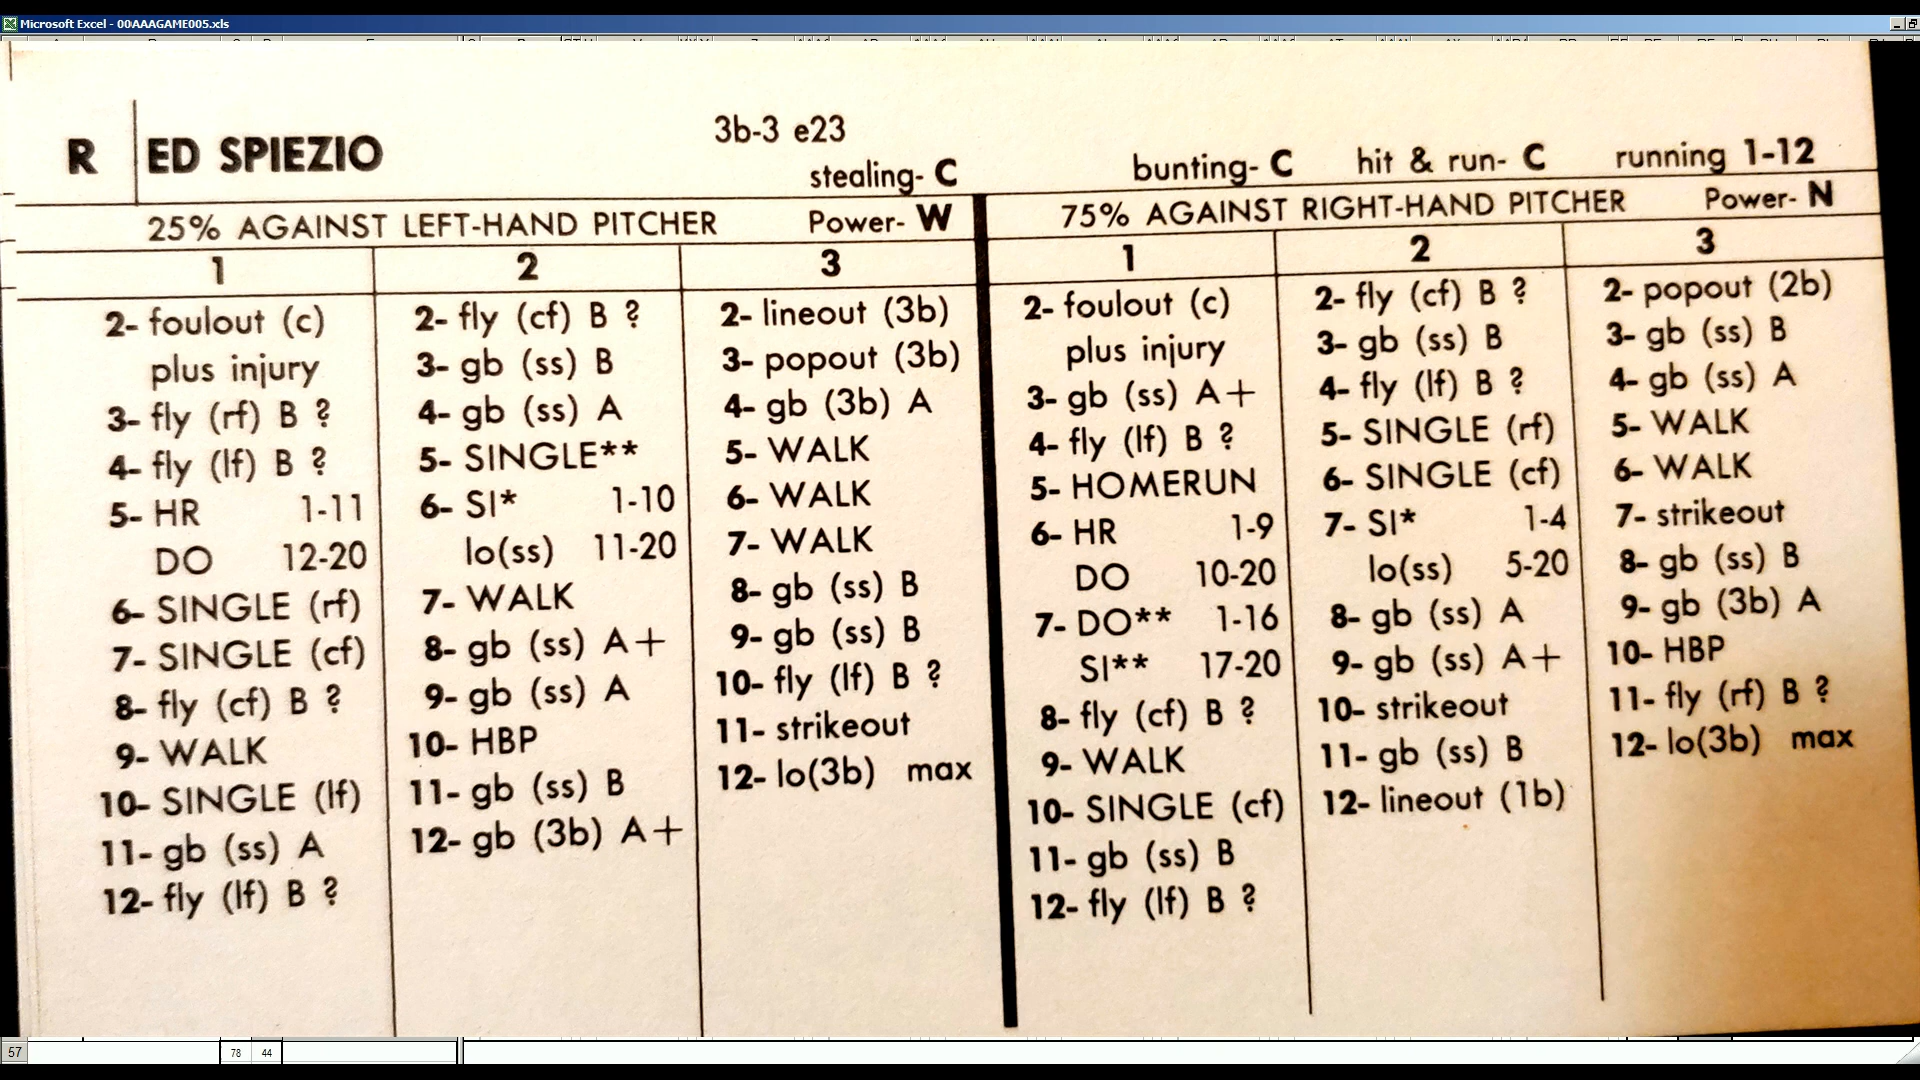 Microsoft Excel - 00AAAGAME005.xls
R ED SPIEZIO
3b-3 e23
stealing- C bunting- C hit & run- C running 1-12
25% AGAINST LEFT-HAND PITCHER Power- W
1
2- foulout (c)
plus injury
3- fly (rf) B ?
4- fly (lf) B ?
5- HR 1-11
DO 12-20
6- SINGLE (rf)
7- SINGLE (cf)
8- fly (cf) B ?
9- WALK
10- SINGLE (lf)
11- gb (ss) A
12- fly (lf) B ?
2
2- fly (cf) B ?
3- gb (ss) B
4- gb (ss) A
5- SINGLE**
6- SI* 1-10
lo(ss) 11-20
7- WALK
8- gb (ss) A+
9- gb (ss) A
10- HBP
11- gb (ss) B
12- gb (3b) A+
3
2- lineout (3b)
3- popout (3b)
4- gb (3b) A
5- WALK
6- WALK
7- WALK
8- gb (ss) B
9- gb (ss) B
10- fly (lf) B ?
11- strikeout
12- lo(3b) max
75% AGAINST RIGHT-HAND PITCHER Power- N
1
2- foulout (c)
plus injury
3- gb (ss) A+
4- fly (lf) B ?
5- HOMERUN
6- HR 1-9
DO 10-20
7- DO** 1-16
SI** 17-20
8- fly (cf) B ?
9- WALK
10- SINGLE (cf)
11- gb (ss) B
12- fly (lf) B ?
2
2- fly (cf) B ?
3- gb (ss) B
4- fly (lf) B ?
5- SINGLE (rf)
6- SINGLE (cf)
7- SI* 1-4
lo(ss) 5-20
8- gb (ss) A
9- gb (ss) A+
10- strikeout
11- gb (ss) B
12- lineout (1b)
3
2- popout (2b)
3- gb (ss) B
4- gb (ss) A
5- WALK
6- WALK
7- strikeout
8- gb (ss) B
9- gb (3b) A
10- HBP
11- fly (rf) B ?
12- lo(3b) max
57 78 44